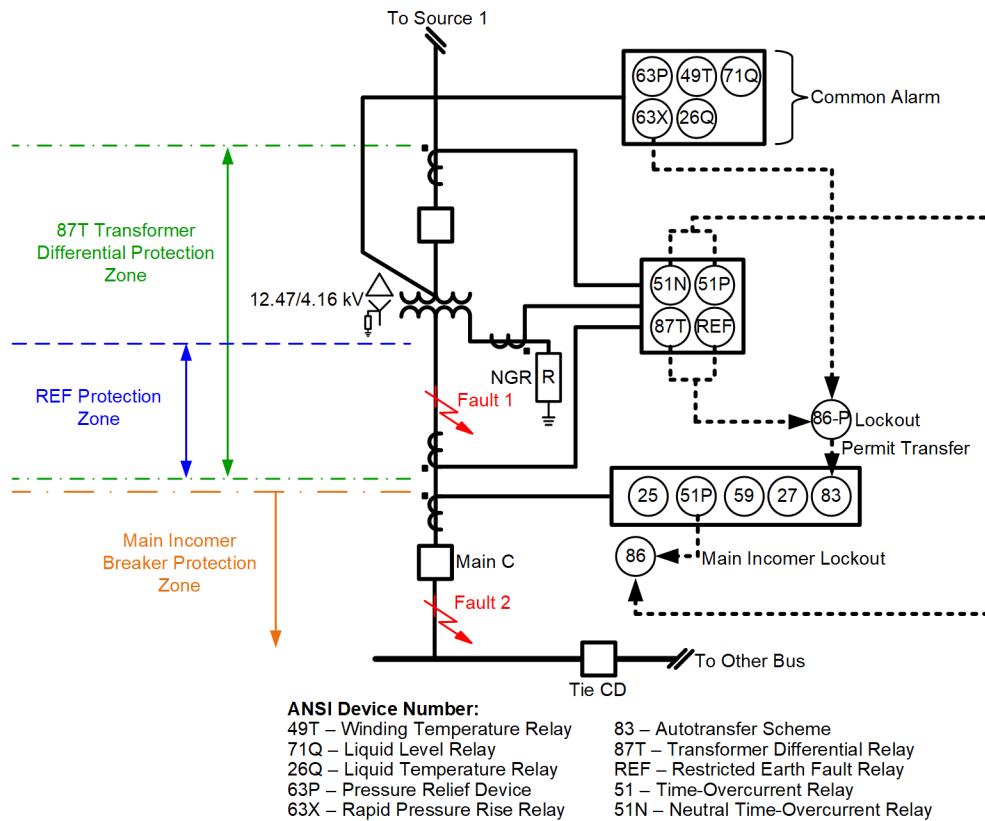 To Source 1
63P
49T
71Q
63X
26Q
Common Alarm
87T Transformer
Differential Protection
Zone
12.47/4.16 kV
51N
51P
87T
REF
REF Protection
Zone
NGR
R
Fault 1
86-P
Lockout
Permit Transfer
25
51P
59
27
83
Main Incomer
Breaker Protection
Zone
Main C
86
Main Incomer Lockout
Fault 2
To Other Bus
Tie CD
ANSI Device Number:
49T – Winding Temperature Relay
71Q – Liquid Level Relay
26Q – Liquid Temperature Relay
63P – Pressure Relief Device
63X – Rapid Pressure Rise Relay
83 – Autotransfer Scheme
87T – Transformer Differential Relay
REF – Restricted Earth Fault Relay
51 – Time-Overcurrent Relay
51N – Neutral Time-Overcurrent Relay